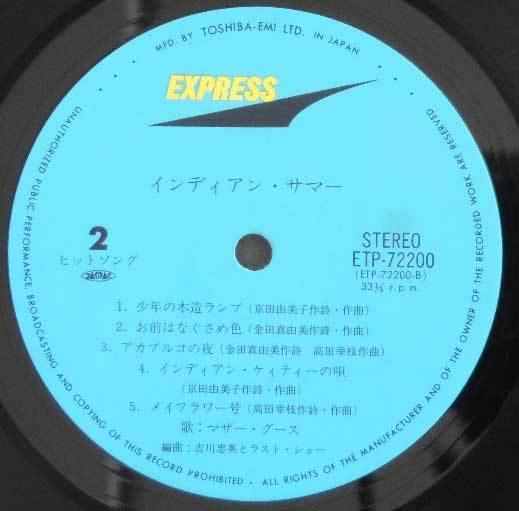 MFD. BY TOSHIBA-EMI LTD. IN JAPAN
EXPRESS
インディアン・サマー
2
ヒットソング
JASRAC
STEREO
ETP-72200
(ETP-72200-B)
33⅓ r.p.m.
1. 少年の木造ランプ (京田由美子作詩・作曲)
2. お前はなぐさめ色 (金田真由美作詩・作曲)
3. アカプルコの夜 (金田真由美作詩 高田幸枝作曲)
4. インディアン・ケィティーの唄
(京田由美子作詩・作曲)
5. メイフラワー号 (高田幸枝作詩・作曲)
歌:マザー・グース
編曲:吉川忠英とラスト・ショー
UNAUTHORIZED PUBLIC PERFORMANCE, BROADCASTING AND COPYING OF THIS RECORD PROHIBITED • ALL RIGHTS OF THE MANUFACTURER AND OF THE OWNER OF THE RECORDED WORK ARE RESERVED